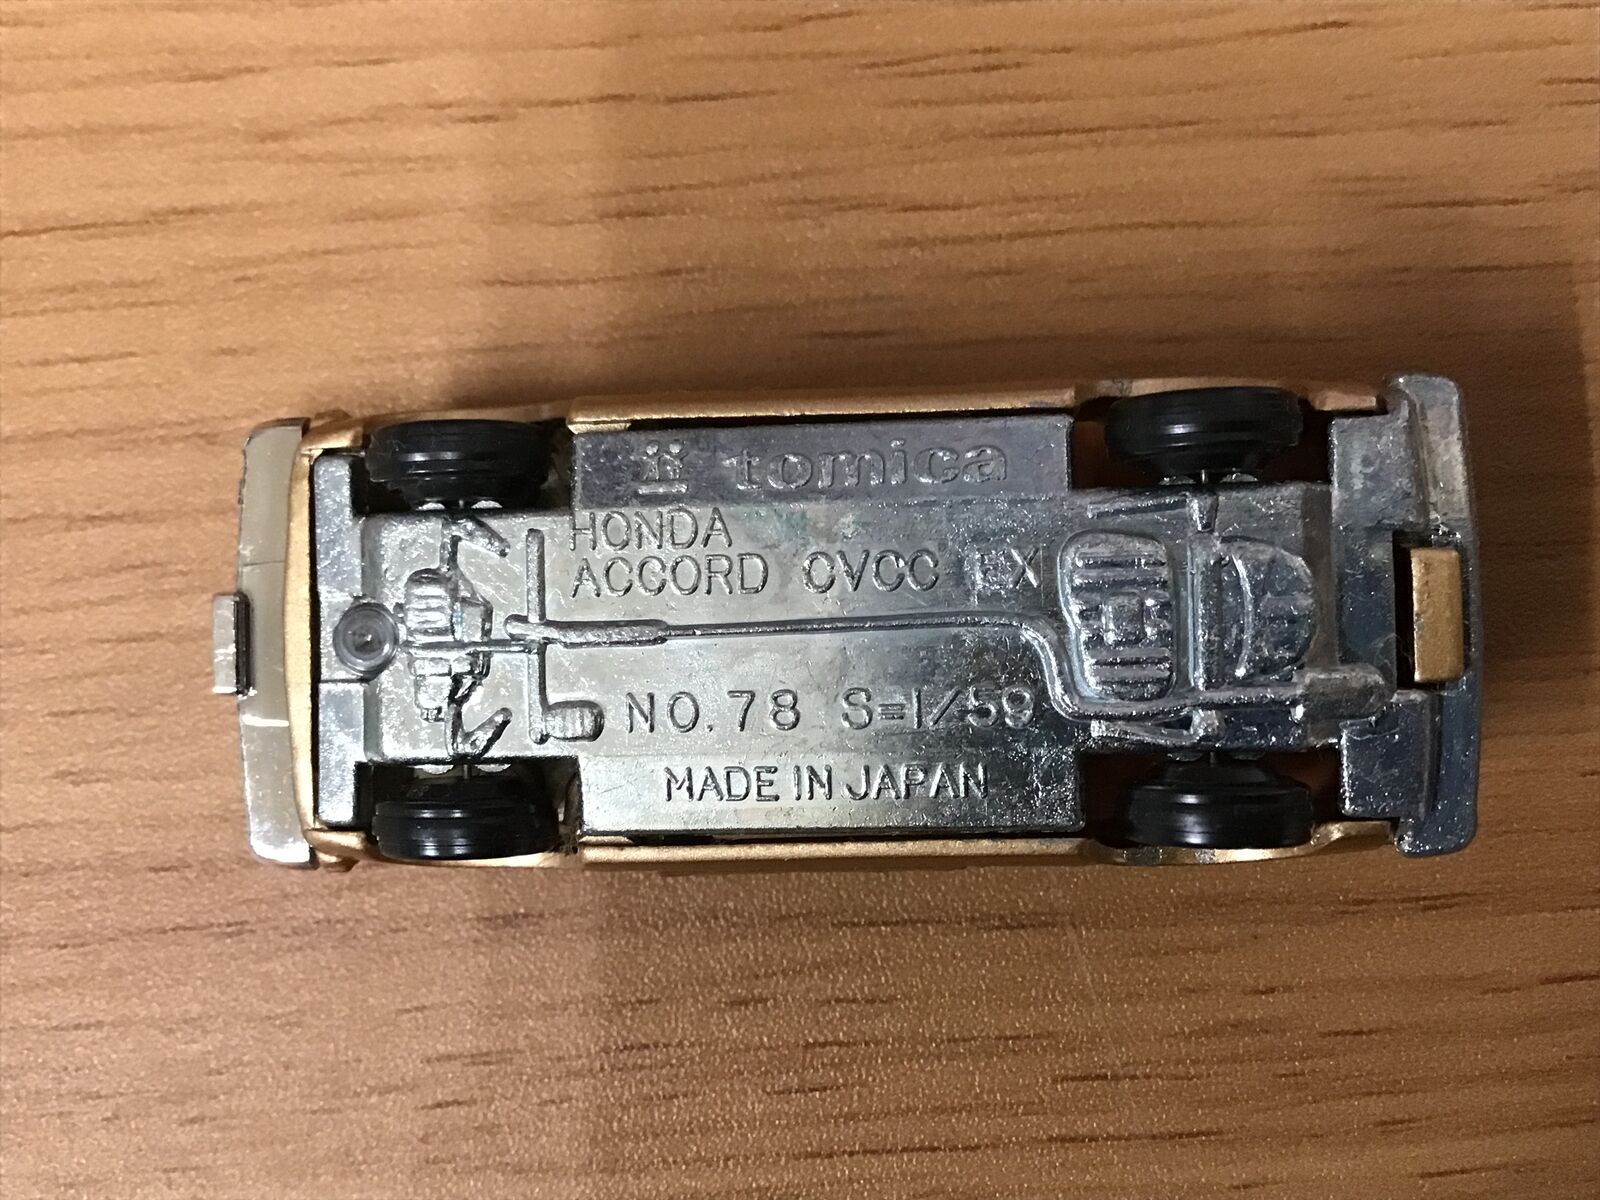 tomica
HONDA
ACCORD CVCC EX
NO. 78 S=1/59
MADE IN JAPAN